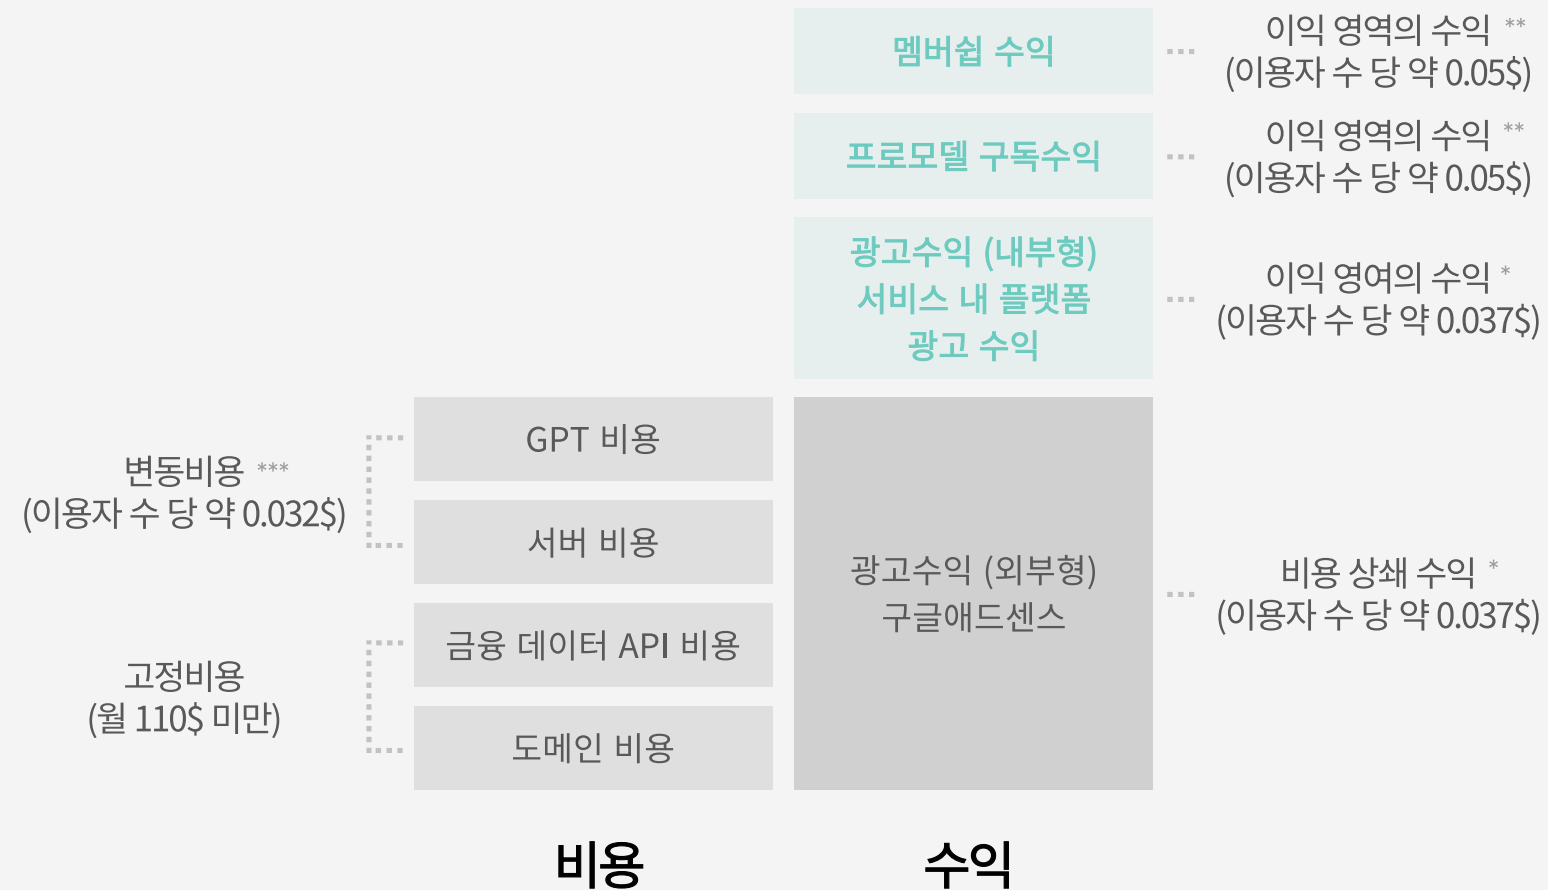 멤버쉽 수익
이익 영역의 수익 **
(이용자 수 당 약 0.05$)
프로모델 구독수익
이익 영역의 수익 **
(이용자 수 당 약 0.05$)
광고수익 (내부형)
서비스 내 플랫폼
광고 수익
이익 영여의 수익 *
(이용자 수 당 약 0.037$)
변동비용 ***
(이용자 수 당 약 0.032$)
GPT 비용
서버 비용
고정비용
(월 110$ 미만)
금융 데이터 API 비용
도메인 비용
광고수익 (외부형)
구글애드센스
비용 상쇄 수익 *
(이용자 수 당 약 0.037$)
비용
수익